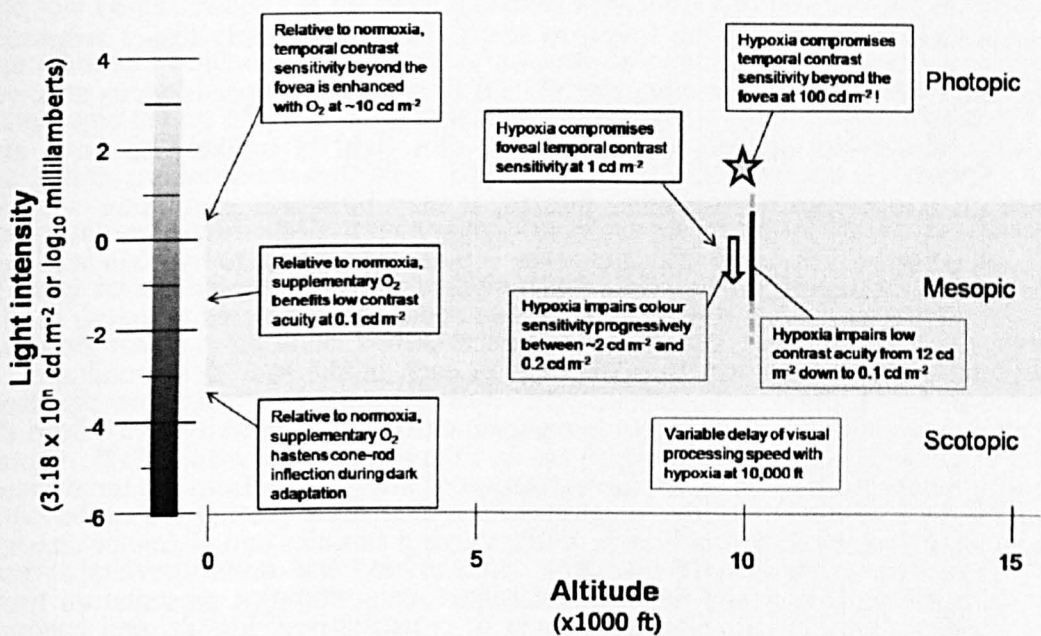 Light Intensity
(3.18 × 10ⁿ cd.m⁻² or log₁₀ millilamberts)
4
2
0
-2
-4
-6
Relative to normoxia,
temporal contrast
sensitivity beyond the
fovea is enhanced
with O₂ at ~10 cd m⁻²
Relative to normoxia,
supplementary O₂
benefits low contrast
acuity at 0.1 cd m⁻²
Relative to normoxia,
supplementary O₂
hastens cone-rod
inflection during dark
adaptation
Hypoxia compromises
temporal contrast
sensitivity beyond the
fovea at 100 cd m⁻² !
Hypoxia compromises
foveal temporal contrast
sensitivity at 1 cd m⁻²
Hypoxia impairs colour
sensitivity progressively
between ~2 cd m⁻² and
0.2 cd m⁻²
Hypoxia impairs low
contrast acuity from 12 cd
m⁻² down to 0.1 cd m⁻²
Variable delay of visual
processing speed with
hypoxia at 10,000 ft
Photopic
Mesopic
Scotopic
0
5
10
15
Altitude
(x1000 ft)